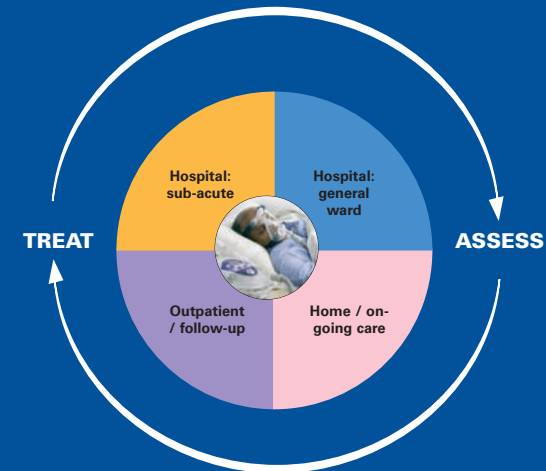 Hospital:
sub-acute
Hospital:
general
ward
TREAT
ASSESS
Outpatient
/ follow-up
Home / on-
going care